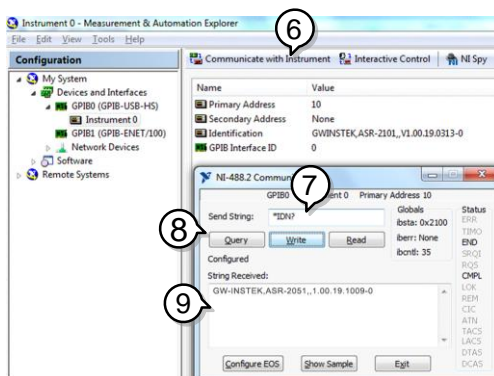 Instrument 0 - Measurement & Automation Explorer
File Edit View Tools Help
6
Configuration
Communicate with Instrument Interactive Control NI Spy
My System
Devices and Interfaces
GPIB0 (GPIB-USB-HS)
Instrument 0
GPIB1 (GPIB-ENET/100)
Network Devices
Software
Remote Systems
Name Value
Primary Address 10
Secondary Address None
Identification GWINSTEK,ASR-2101,,V1.00.19.0313-0
GPIB Interface ID 0
NI-488.2 Commun
7
GPIB0 ent 0 Primary Address 10
Send String: *IDN?
8
Query Write Read
Configured
Globals
ibsta: 0x2100
iberr: None
ibcntl: 35
Status
ERR
TIMO
END
SRQI
RQS
CMPL
LOK
REM
CIC
ATN
TACS
LACS
DTAS
DCAS
String Received:
9
GW-INSTEK,ASR-2051,,1.00.19.1009-0
Configure EOS Show Sample Exit